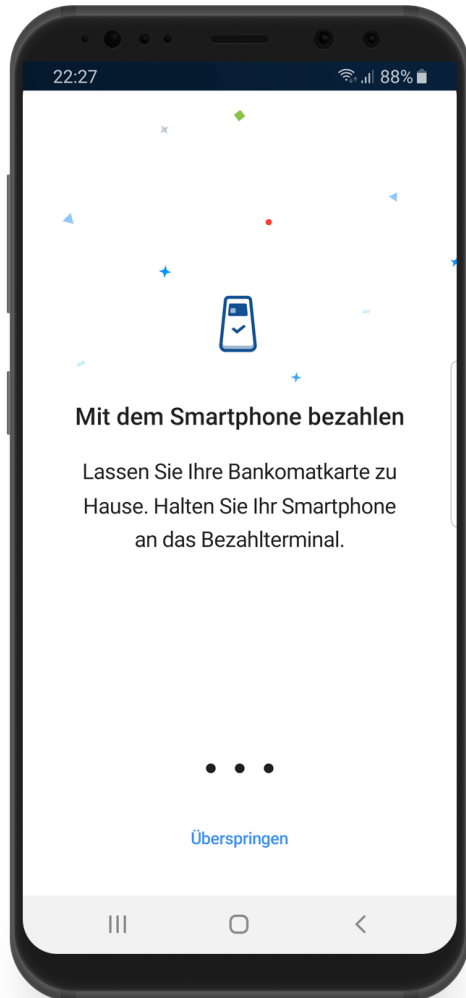 22:27 88%
Mit dem Smartphone bezahlen
Lassen Sie Ihre Bankomatkarte zu
Hause. Halten Sie Ihr Smartphone
an das Bezahlterminal.
Überspringen